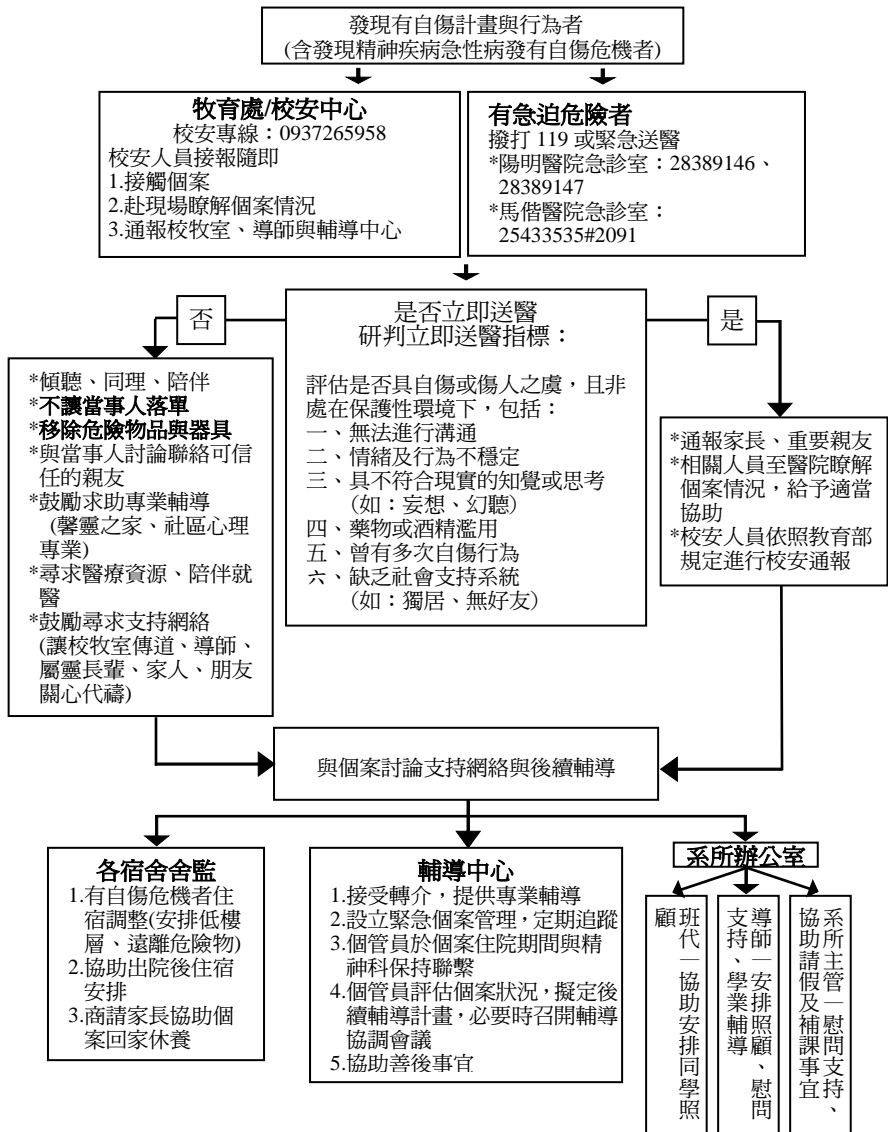 發現有自傷計畫與行為者
(含發現精神疾病急性病發有自傷危機者)
牧育處/校安中心
校安專線：0937265958
校安人員接報隨即
1.接觸個案
2.赴現場瞭解個案情況
3.通報校牧室、導師與輔導中心
有急迫危險者
撥打 119 或緊急送醫
*陽明醫院急診室：28389146、
28389147
*馬偕醫院急診室：
25433535#2091
否
是否立即送醫
研判立即送醫指標：
評估是否具自傷或傷人之虞，且非
處在保護性環境下，包括：
一、無法進行溝通
二、情緒及行為不穩定
三、具不符合現實的知覺或思考
(如：妄想、幻聽)
四、藥物或酒精濫用
五、曾有多次自傷行為
六、缺乏社會支持系統
(如：獨居、無好友)
是
*傾聽、同理、陪伴
*不讓當事人落單
*移除危險物品與器具
*與當事人討論聯絡可信
任的親友
*鼓勵求助專業輔導
(馨靈之家、社區心理
專業)
*尋求醫療資源、陪伴就
醫
*鼓勵尋求支持網絡
(讓校牧室傳道、導師、
屬靈長輩、家人、朋友
關心代禱)
*通報家長、重要親友
*相關人員至醫院瞭解
個案情況，給予適當
協助
*校安人員依照教育部
規定進行校安通報
與個案討論支持網絡與後續輔導
各宿舍舍監
1.有自傷危機者住
宿調整(安排低樓
層、遠離危險物)
2.協助出院後住宿
安排
3.商請家長協助個
案回家休養
輔導中心
1.接受轉介，提供專業輔導
2.設立緊急個案管理，定期追蹤
3.個管員於個案住院期間與精
神科保持聯繫
4.個管員評估個案狀況，擬定後
續輔導計畫，必要時召開輔導
協調會議
5.協助善後事宜
系所辦公室
班代—協助安排同學照
顧
導師—安排照顧、慰問
支持、學業輔導
系所主管—慰問支持、
協助請假及補課事宜